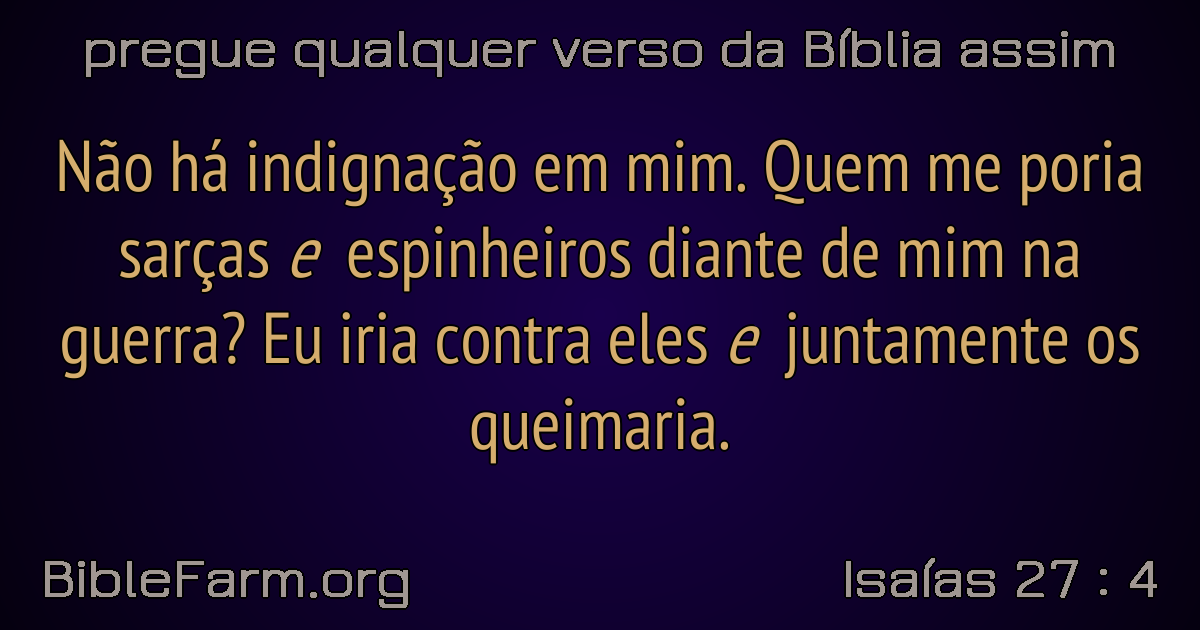 pregue qualquer verso da Bíblia assim
Não há indignação em mim. Quem me poria
sarças e espinheiros diante de mim na
guerra? Eu iria contra eles e juntamente os
queimaria.
BibleFarm.org
Isaías 27 : 4